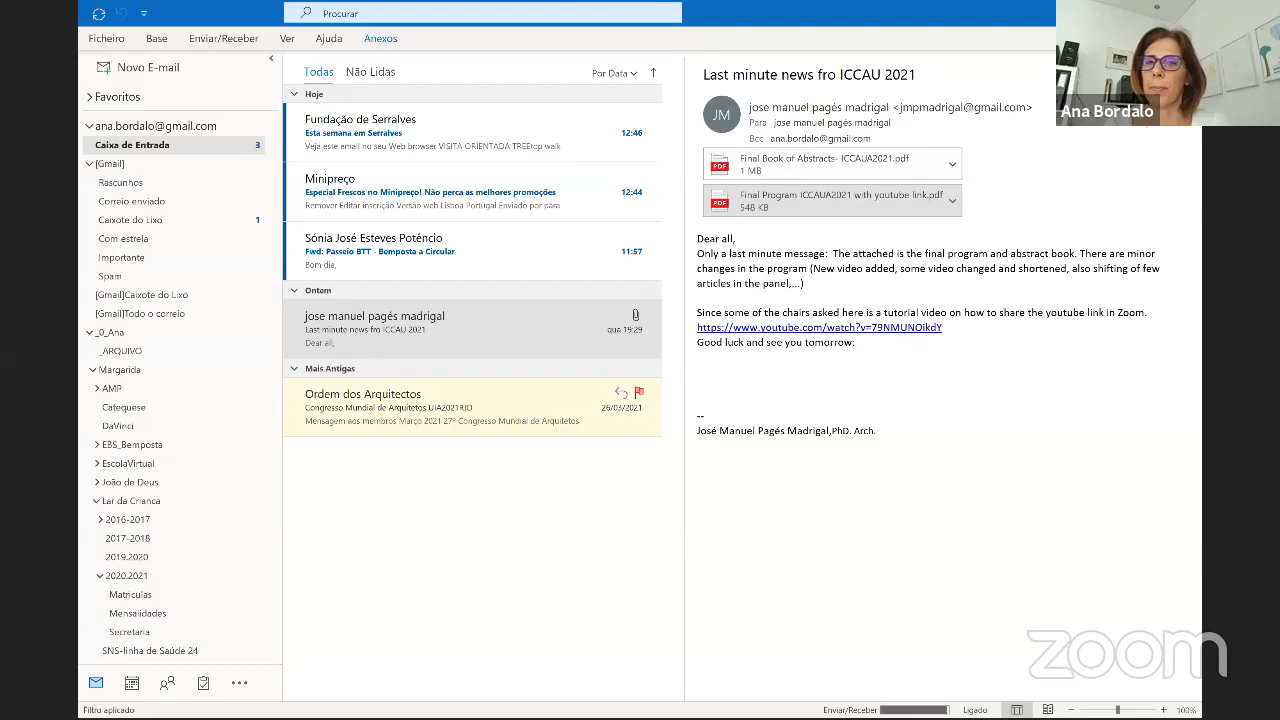 Procurar
Ficheiro Base Enviar/Receber Ver Ajuda Anexos
Novo E-mail
Favoritos
ana.bordalo@gmail.com
Caixa de Entrada 3
[Gmail]
Rascunhos
Correio enviado
Caixote do Lixo 1
Com estrela
Importante
Spam
[Gmail]Caixote do Lixo
[Gmail]Todo o correio
_0_Ana
_ARQUIVO
Margarida
AMP
Catequese
DaVinci
EBS_Bemposta
EscolaVirtual
João de Deus
Lar da Crianca
2016-2017
2017-2018
2019.2020
2020.2021
Matriculas
Mensalidades
Secretaria
SNS-linha de Saúde 24
Todas Não Lidas Por Data
Hoje
Fundação de Serralves
Esta semana em Serralves 12:46
Veja este email no seu Web browser VISITA ORIENTADA TREEtop walk
Minipreço
Especial Frescos no Minipreço! Não perca as melhores promoções 12:44
Remover Editar inscrição Versão web Lisboa Portugal Enviado por para
Sónia José Esteves Poténcio
Fwd: Passeio BTT - Bemposta a Circular 11:57
Bom dia,
Ontem
jose manuel pagés madrigal
Last minute news fro ICCAU 2021 qua 19:29
Dear all,
Mais Antigas
Ordem dos Arquitectos
Congresso Mundial de Arquitetos UIA2021RIO 26/03/2021
Mensagem aos membros Março 2021 27º Congresso Mundial de Arquitetos
Last minute news fro ICCAU 2021
JM
jose manuel pagés madrigal <jmpmadrigal@gmail.com>
Para jose manuel pagés madrigal
Bcc ana.bordalo@gmail.com
PDF Final Book of Abstracts- ICCAUA2021.pdf
1 MB
PDF Final Program ICCAUA2021 with youtube link.pdf
548 KB
Dear all,
Only a last minute message: The attached is the final program and abstract book. There are minor
changes in the program (New video added, some video changed and shortened, also shifting of few
articles in the panel,...)
Since some of the chairs asked here is a tutorial video on how to share the youtube link in Zoom.
https://www.youtube.com/watch?v=79NMUNOikdY
Good luck and see you tomorrow:
--
José Manuel Pagés Madrigal,PhD. Arch.
Ana Bordalo
zoom
Filtro aplicado Enviar/Receber Ligado 100%